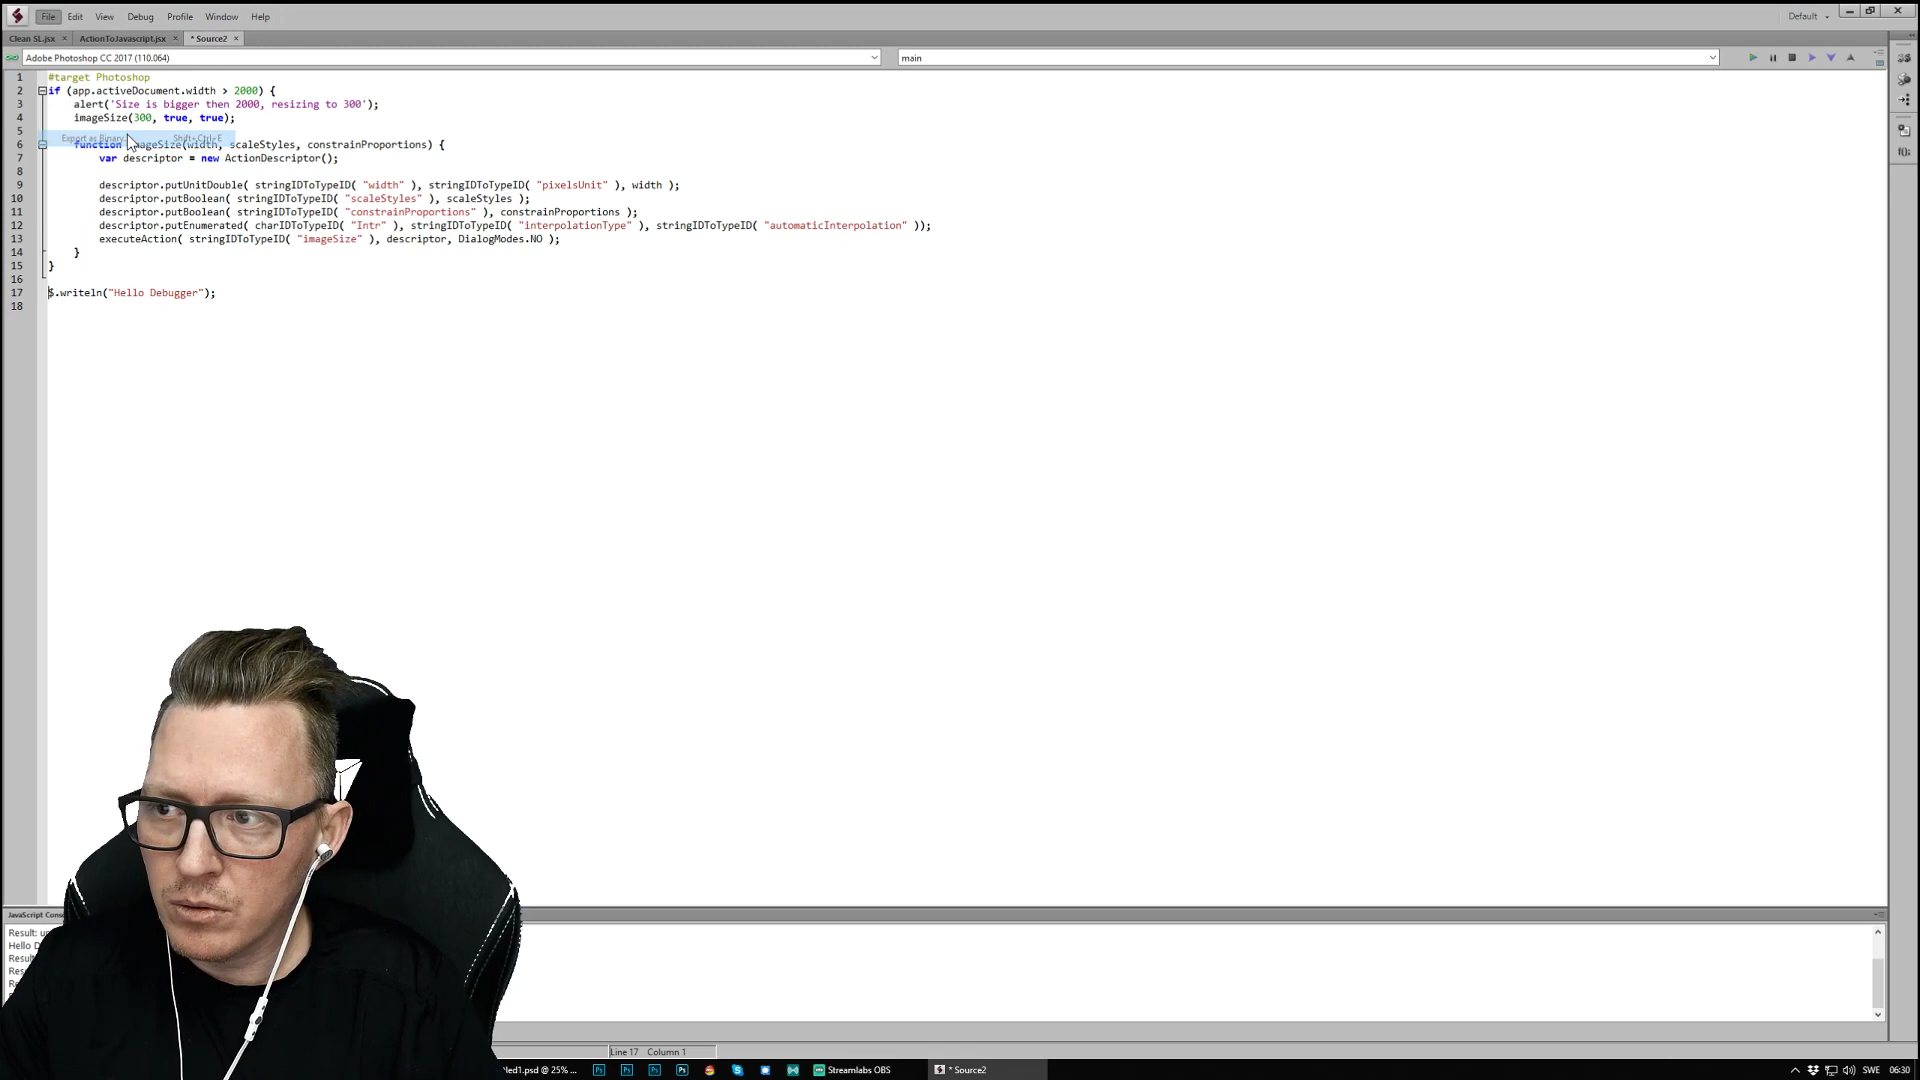 File Edit View Debug Profile Window Help Default
Clean SL.jsx × ActionToJavascript.jsx × * Source2 ×
Adobe Photoshop CC 2017 (110.064) main
1 #target Photoshop
2 if (app.activeDocument.width > 2000) {
3 alert('Size is bigger then 2000, resizing to 300');
4 imageSize(300, true, true);
5
Export as Binary... Shift+Ctrl+E
6 function imageSize(width, scaleStyles, constrainProportions) {
7 var descriptor = new ActionDescriptor();
8
9 descriptor.putUnitDouble( stringIDToTypeID( "width" ), stringIDToTypeID( "pixelsUnit" ), width );
10 descriptor.putBoolean( stringIDToTypeID( "scaleStyles" ), scaleStyles );
11 descriptor.putBoolean( stringIDToTypeID( "constrainProportions" ), constrainProportions );
12 descriptor.putEnumerated( charIDToTypeID( "Intr" ), stringIDToTypeID( "interpolationType" ), stringIDToTypeID( "automaticInterpolation" ));
13 executeAction( stringIDToTypeID( "imageSize" ), descriptor, DialogModes.NO );
14 }
15 }
16
17 $.writeln("Hello Debugger");
18
JavaScript Conso
Result: u
Hello D
Result
Res
Re
Line 17 Column 1
led1.psd @ 25% ... Streamlabs OBS * Source2 SWE 06:30